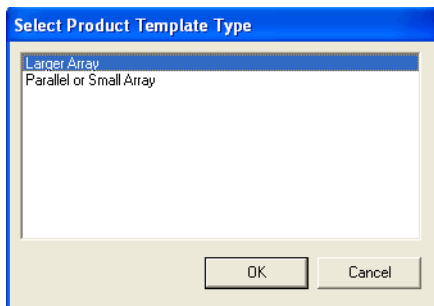 Select Product Template Type
Larger Array
Parallel or Small Array
OK
Cancel